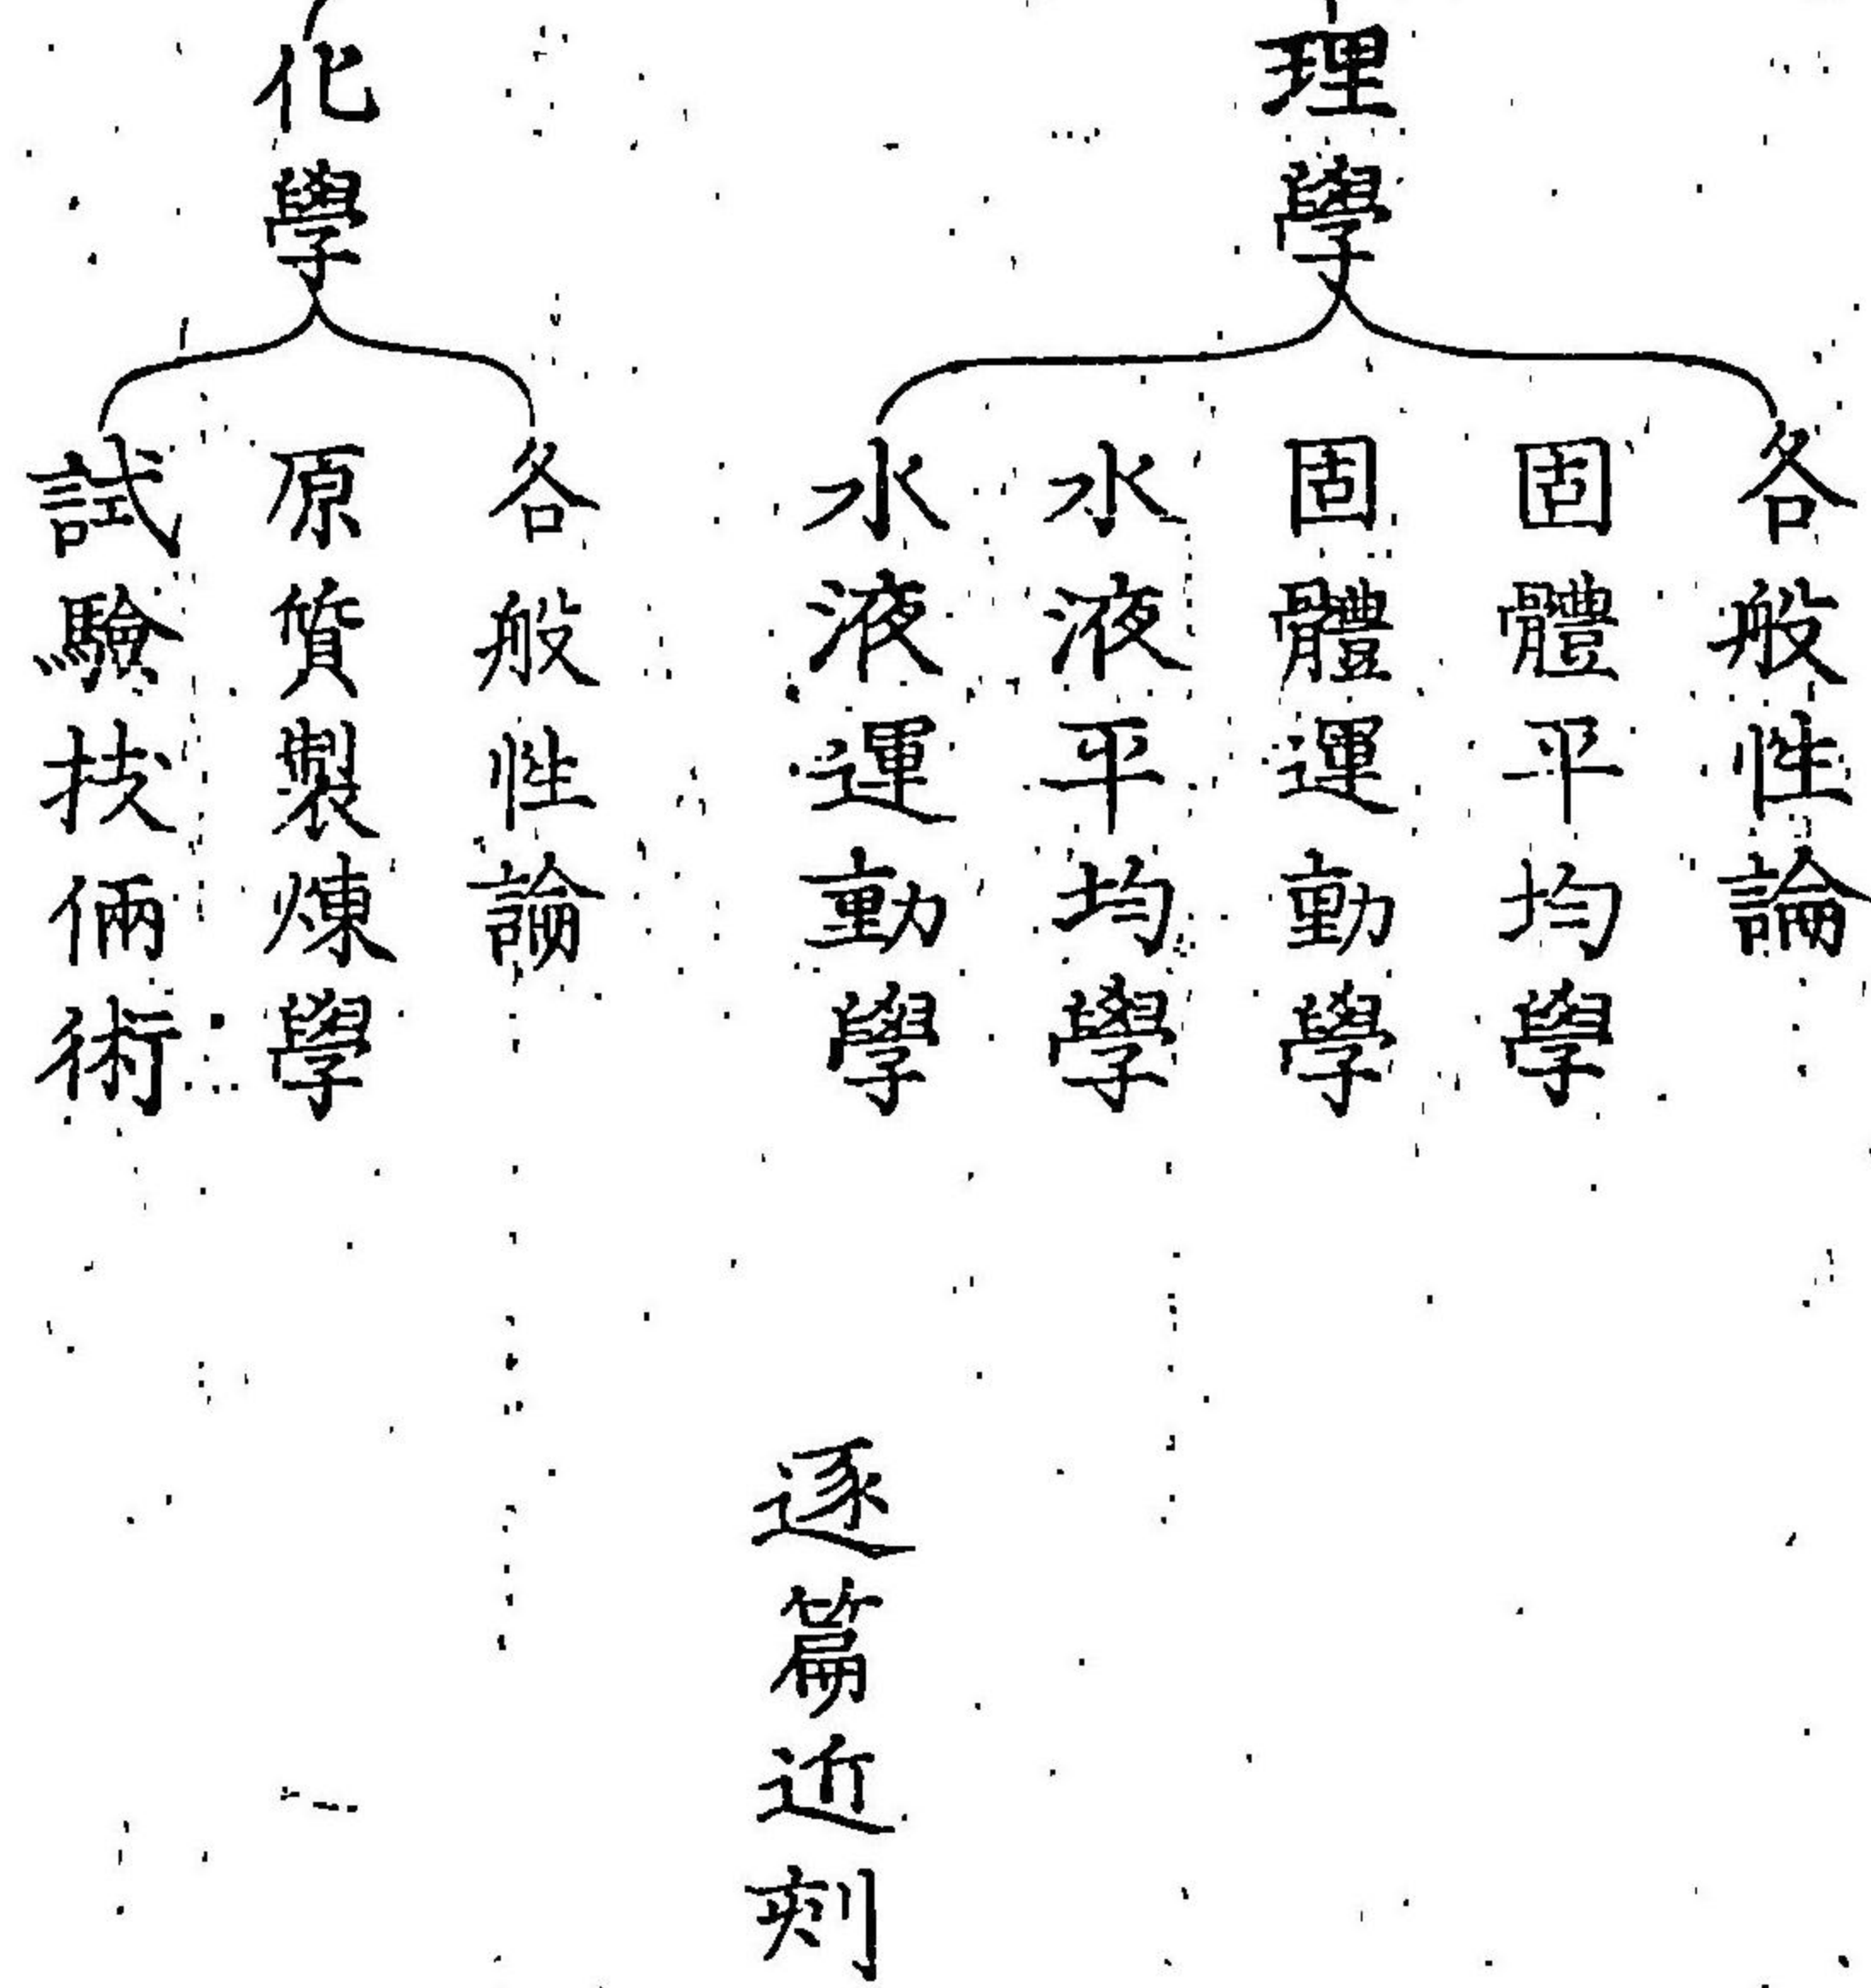 理學
各般性論
固體平均學
固體運動學
水液平均學
水液運動學
化學
各般性論
原質製煉學
試驗技倆術
逐篇近刻